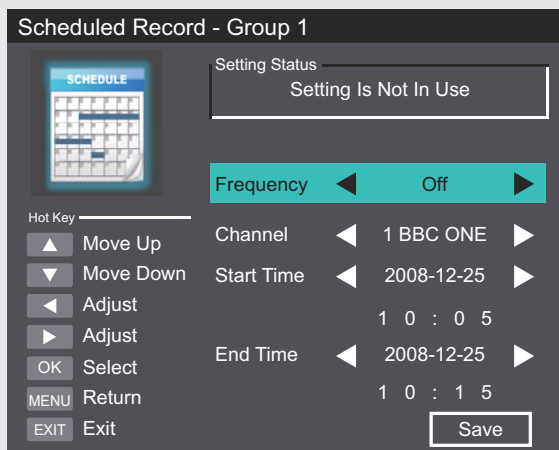 Scheduled Record - Group 1
SCHEDULE
Setting Status
Setting Is Not In Use
Frequency Off
Hot Key
Move Up
Move Down
Adjust
Adjust
OK Select
MENU Return
EXIT Exit
Channel 1 BBC ONE
Start Time 2008-12-25
1 0 : 0 5
End Time 2008-12-25
1 0 : 1 5
Save